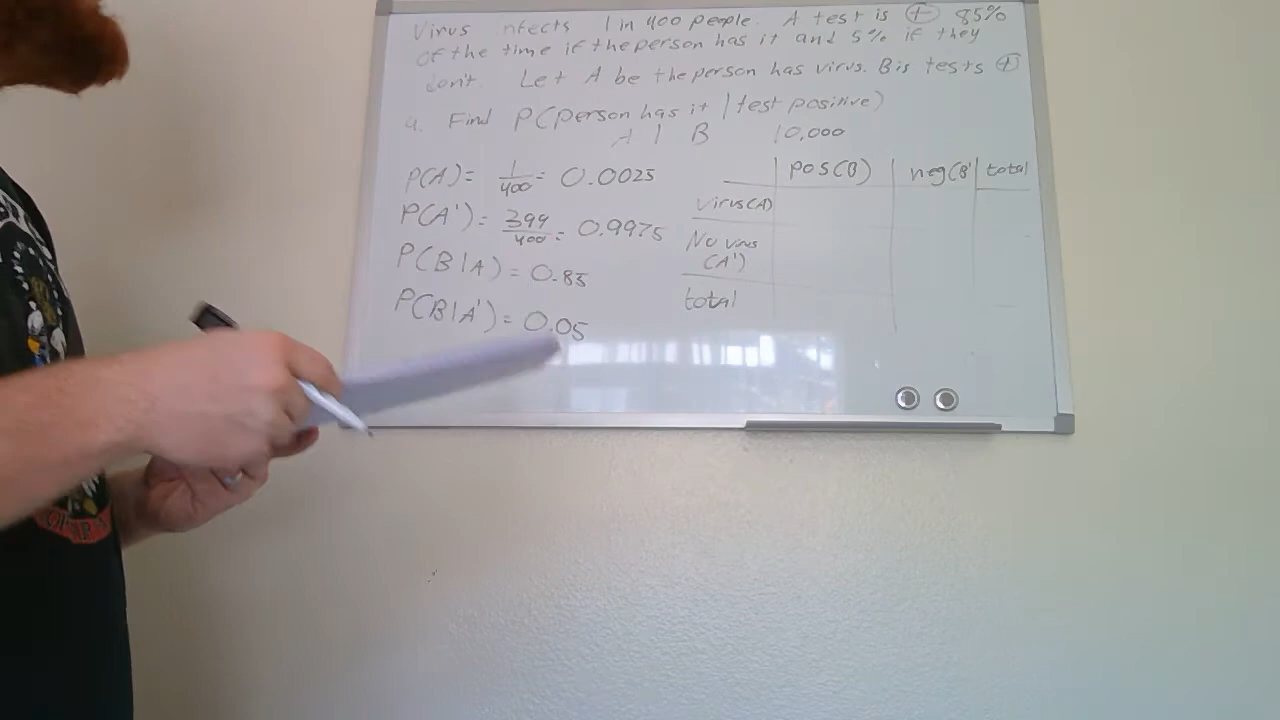 Virus nfects 1 in 400 people. A test is ⊕ 85%
of the time if the person has it and 5% if they
don't. Let A be the person has virus. B is tests ⊕
a. Find P(person has it | test positive)
A | B 10,000
P(A) = 1/400 = 0.0025
P(A') = 399/400 = 0.9975
P(B|A) = 0.85
P(B|A') = 0.05
pos(B) neg(B' total
Virus(A)
No virus
(A')
total